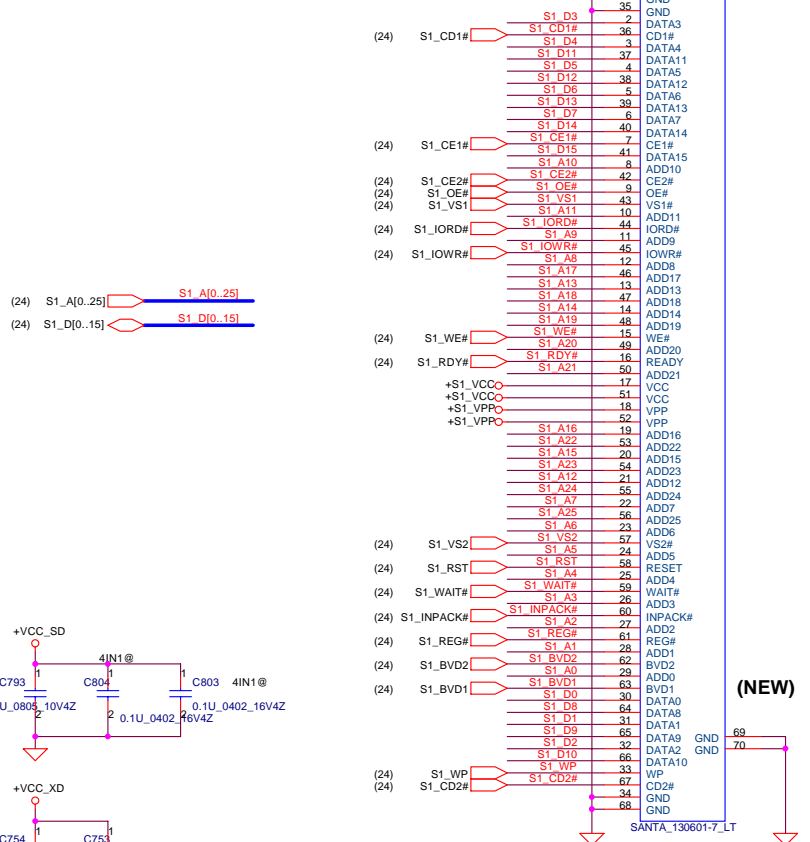 GND
35 GND
S1_D3 2 DATA3
(24) S1_CD1# S1_CD1# 36 CD1#
S1_D4 3 DATA4
S1_D11 37 DATA11
S1_D5 4 DATA5
S1_D12 38 DATA12
S1_D6 5 DATA6
S1_D13 39 DATA13
S1_D7 6 DATA7
S1_D14 40 DATA14
(24) S1_CE1# S1_CE1# 7 CE1#
S1_D15 41 DATA15
S1_A10 8 ADD10
(24) S1_CE2# S1_CE2# 42 CE2#
(24) S1_OE# S1_OE# 9 OE#
(24) S1_VS1 S1_VS1 43 VS1#
S1_A11 10 ADD11
(24) S1_IORD# S1_IORD# 44 IORD#
S1_A9 11 ADD9
(24) S1_IOWR# S1_IOWR# 45 IOWR#
S1_A8 12 ADD8
S1_A17 46 ADD17
S1_A13 13 ADD13
(24) S1_A[0..25] S1_A[0..25]
S1_A18 47 ADD18
S1_A14 14 ADD14
(24) S1_D[0..15] S1_D[0..15]
S1_A19 48 ADD19
(24) S1_WE# S1_WE# 15 WE#
S1_A20 49 ADD20
(24) S1_RDY# S1_RDY# 16 READY
S1_A21 50 ADD21
+S1_VCC 17 VCC
+S1_VCC 51 VCC
+S1_VPP 18 VPP
+S1_VPP 52 VPP
S1_A16 19 ADD16
S1_A22 53 ADD22
S1_A15 20 ADD15
S1_A23 54 ADD23
S1_A12 21 ADD12
S1_A24 55 ADD24
S1_A7 22 ADD7
S1_A25 56 ADD25
S1_A6 23 ADD6
(24) S1_VS2 S1_VS2 57 VS2#
S1_A5 24 ADD5
(24) S1_RST S1_RST 58 RESET
S1_A4 25 ADD4
(24) S1_WAIT# S1_WAIT# 59 WAIT#
S1_A3 26 ADD3
(24) S1_INPACK# S1_INPACK# 60 INPACK#
S1_A2 27 ADD2
(24) S1_REG# S1_REG# 61 REG#
S1_A1 28 ADD1
(24) S1_BVD2 S1_BVD2 62 BVD2
S1_A0 29 ADD0
(24) S1_BVD1 S1_BVD1 63 BVD1
(NEW)
S1_D0 30 DATA0
S1_D8 64 DATA8
S1_D1 31 DATA1
S1_D9 65 DATA9 GND 69
S1_D2 32 DATA2 GND 70
S1_D10 66 DATA10
(24) S1_WP S1_WP 33 WP
(24) S1_CD2# S1_CD2# 67 CD2#
34 GND
68 GND
SANTA_130601-7_LT
+VCC_SD
4IN1@
1 1 1
C793 C804 C803 4IN1@
U_0805_10V4Z 0.1U_0402_16V4Z
2 2 2
0.1U_0402_16V4Z
+VCC_XD
1 1
C754 C753